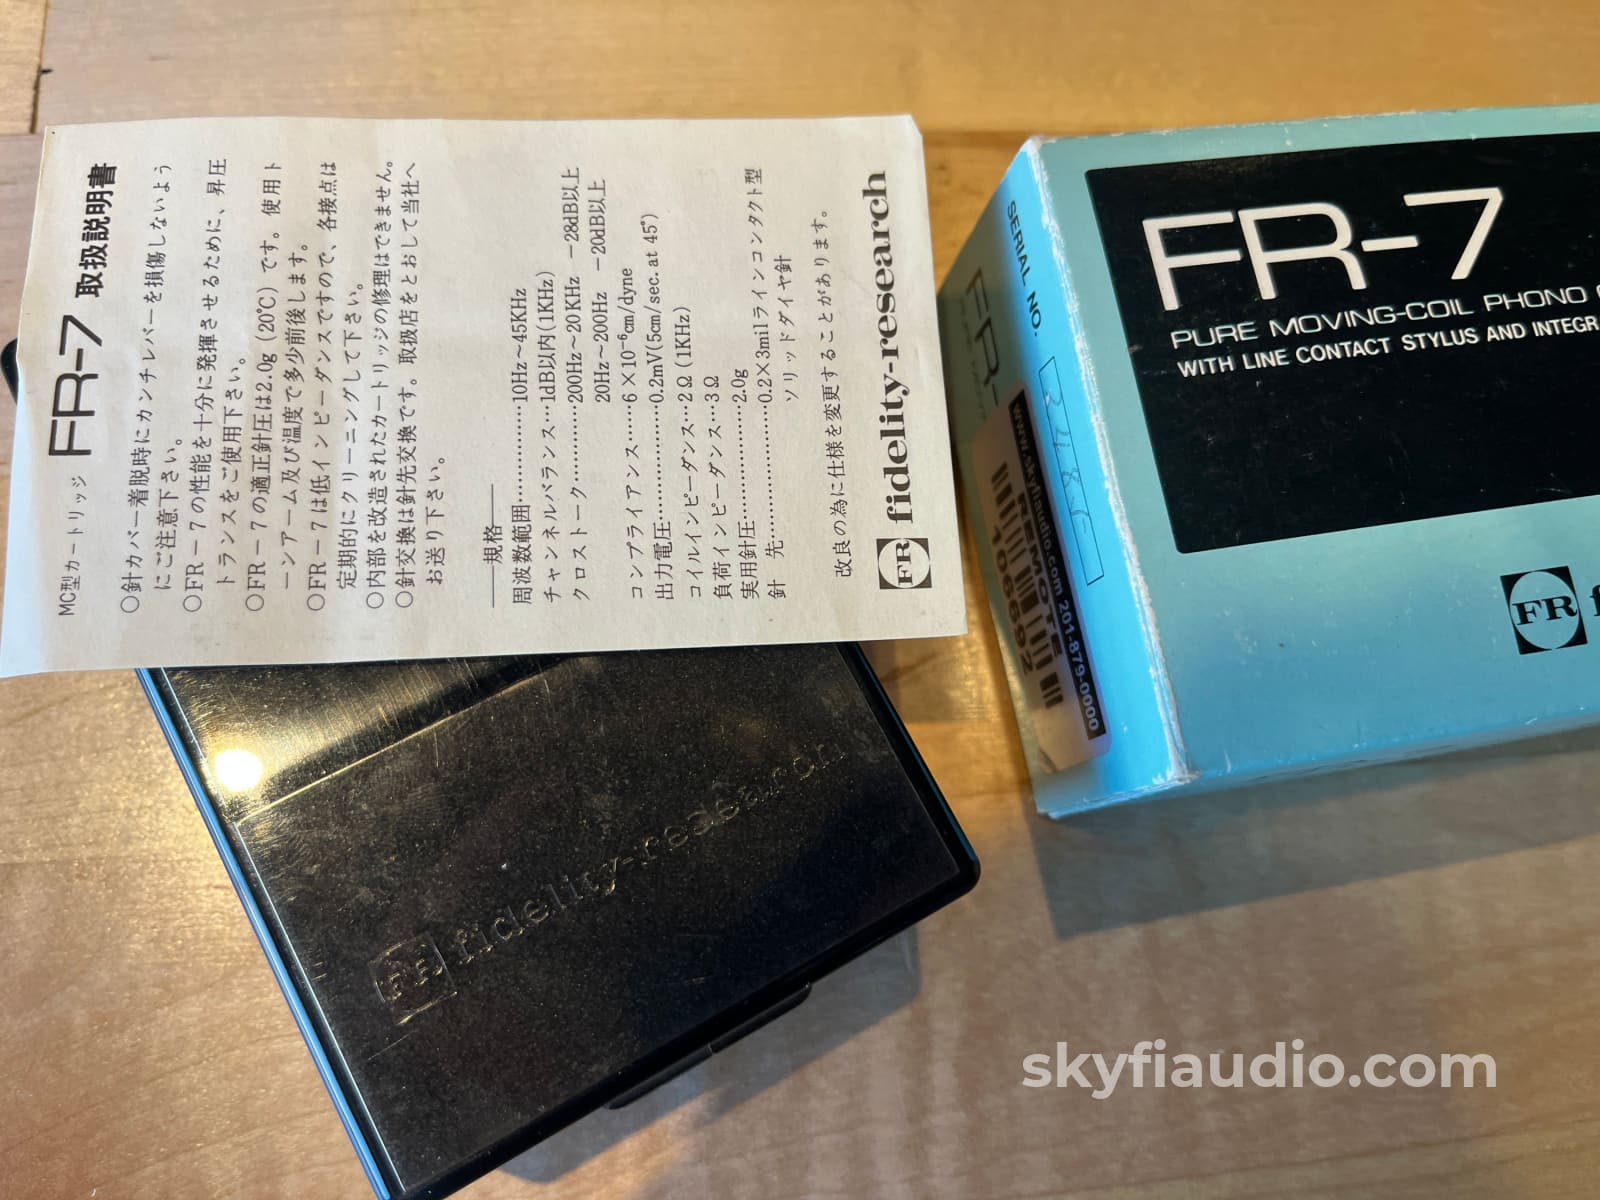 MC型カートリッジ FR-7 取扱説明書
○針カバー着脱時にカンチレバーを損傷しないよう
にご注意下さい。
○FR-7の性能を十分に発揮させるために、昇圧
トランスをご使用下さい。
○FR-7の適正針圧は2.0g(20℃)です。使用ト
ーンアーム及び温度で多少前後します。
○FR-7は低インピーダンスですので、各接点は
定期的にクリーニングして下さい。
○内部を改造されたカートリッジの修理はできません。
○針交換は針先交換です。取扱店をとおして当社へ
お送り下さい。
——規格——
周波数範囲…………10Hz～45KHz
チャンネルバランス…1dB以内(1KHz)
クロストーク…………200Hz～20KHz －28dB以上
20Hz～200Hz －20dB以上
コンプライアンス……6×10⁻⁶cm/dyne
出力電圧………………0.2mV(5cm/sec. at 45°)
コイルインピーダンス…2Ω(1KHz)
負荷インピーダンス…3Ω
実用針圧………………2.0g
針先……………………0.2×3milラインコンタクト型
ソリッドダイヤ針
改良の為に仕様を変更することがあります。
FR fidelity-research
FR fidelity-research
SERIAL NO.
FR-
www.skyfiaudio.com 201-879-0000
REMOTE
106692
FR-7
PURE MOVING-COIL PHONO
WITH LINE CONTACT STYLUS AND INTEGR
FR f
skyfiaudio.com